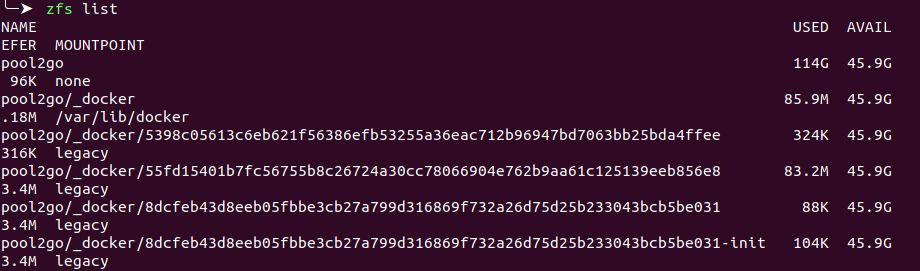 zfs list
NAME USED AVAIL
EFER MOUNTPOINT
pool2go 114G 45.9G
96K none
pool2go/_docker 85.9M 45.9G
.18M /var/lib/docker
pool2go/_docker/5398c05613c6eb621f56386efb53255a36eac712b96947bd7063bb25bda4ffee 324K 45.9G
316K legacy
pool2go/_docker/55fd15401b7fc56755b8c26724a30cc78066904e762b9aa61c125139eeb856e8 83.2M 45.9G
3.4M legacy
pool2go/_docker/8dcfeb43d8eeb05fbbe3cb27a799d316869f732a26d75d25b233043bcb5be031 88K 45.9G
3.4M legacy
pool2go/_docker/8dcfeb43d8eeb05fbbe3cb27a799d316869f732a26d75d25b233043bcb5be031-init 104K 45.9G
3.4M legacy